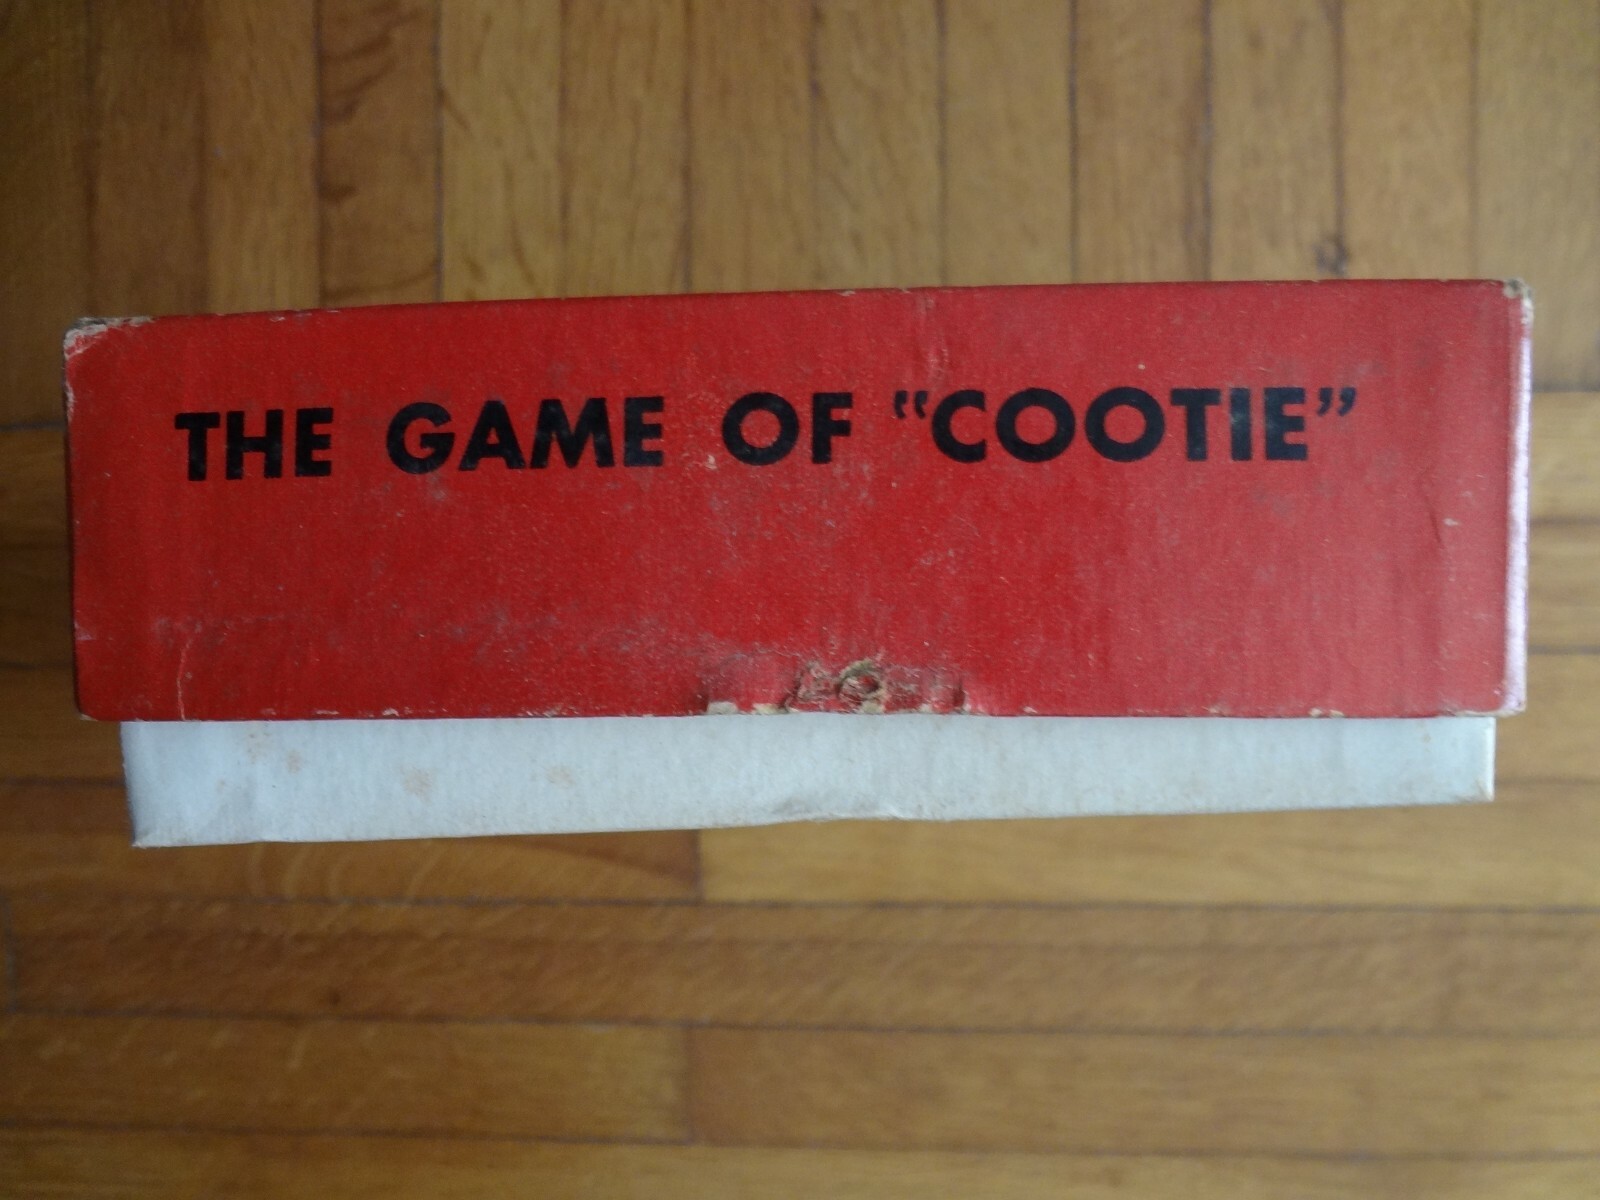 THE GAME OF “COOTIE”